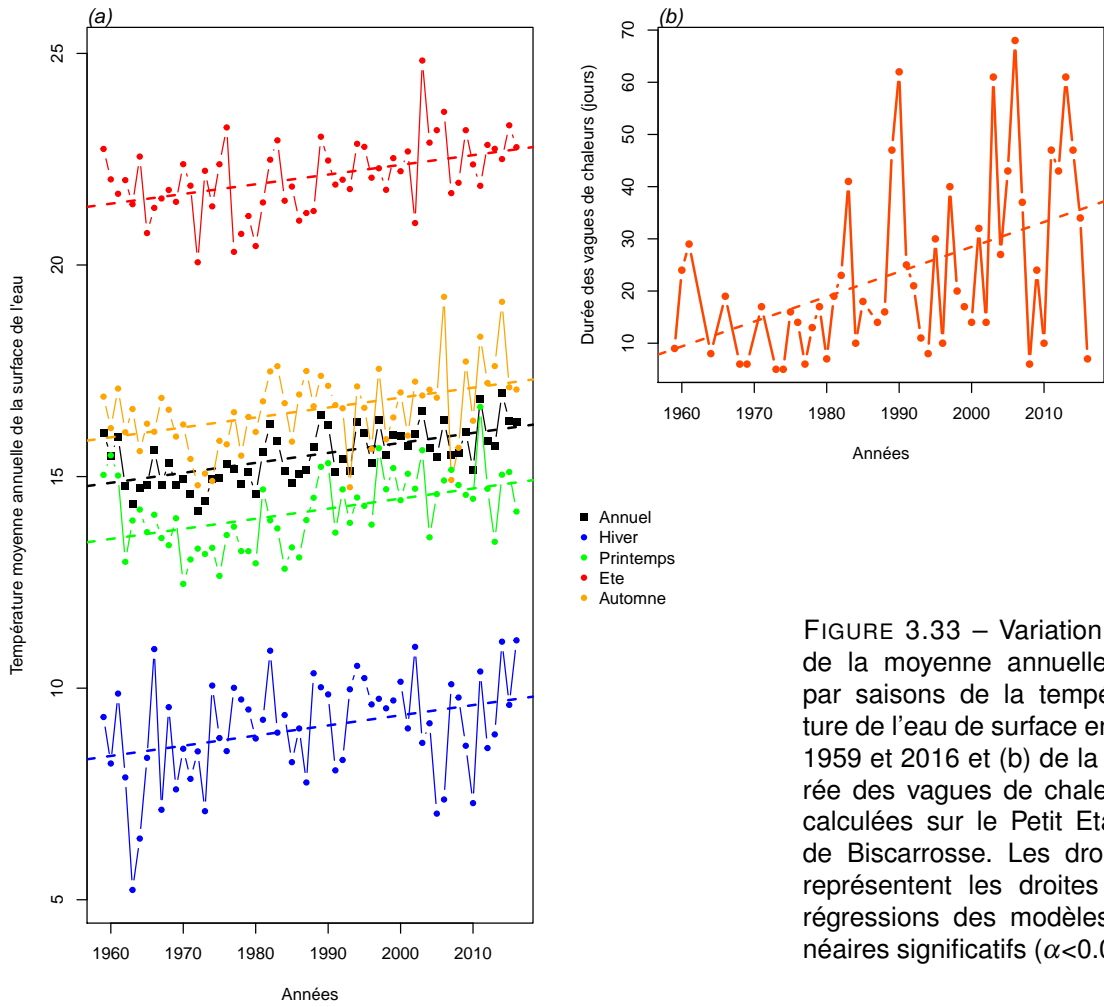 (a)
Température moyenne annuelle de la surface de l'eau
25
20
15
10
5
1960 1970 1980 1990 2000 2010
Années
(b)
Durée des vagues de chaleurs (jours)
70
60
50
40
30
20
10
1960 1970 1980 1990 2000 2010
Années
Annuel
Hiver
Printemps
Ete
Automne
FIGURE 3.33 – Variation
de la moyenne annuelle
par saisons de la tempé
ture de l'eau de surface en
1959 et 2016 et (b) de la
rée des vagues de chale
calculées sur le Petit Eta
de Biscarrosse. Les dro
représentent les droites
régressions des modèles
néaires significatifs (α<0.0